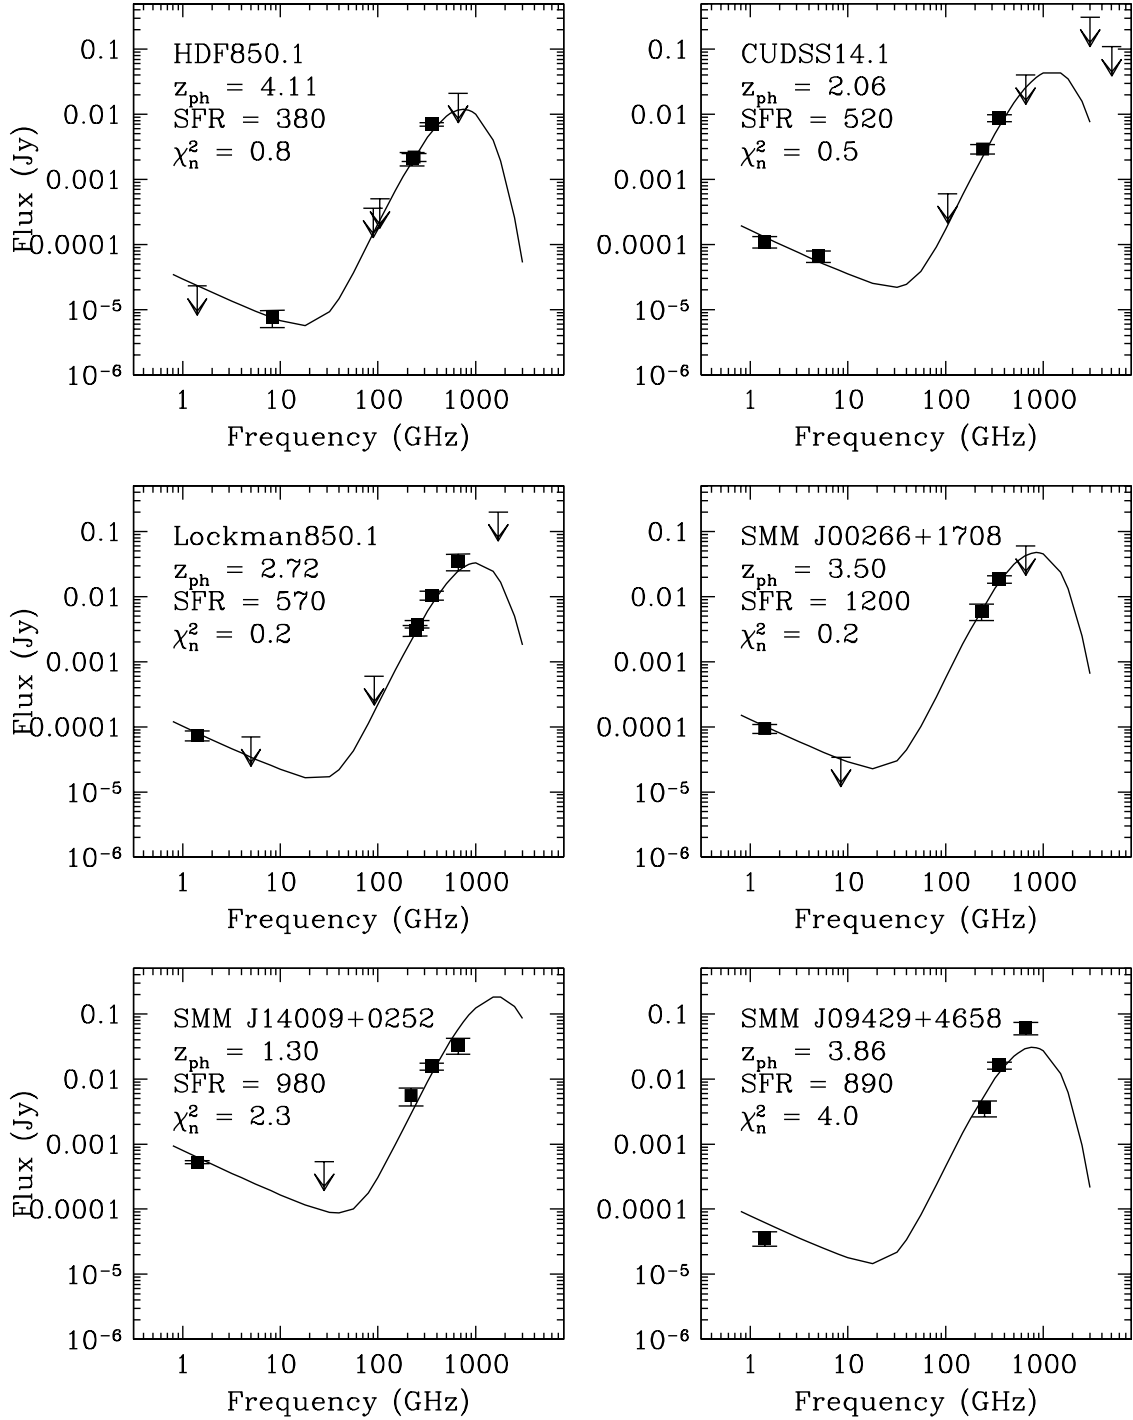 HDF850.1
z_ph = 4.11
SFR = 380
χ²_n = 0.8
0.1
0.01
0.001
0.0001
10⁻⁵
10⁻⁶
Flux (Jy)
1 10 100 1000
Frequency (GHz)
CUDSS14.1
z_ph = 2.06
SFR = 520
χ²_n = 0.5
0.1
0.01
0.001
0.0001
10⁻⁵
10⁻⁶
1 10 100 1000
Frequency (GHz)
Lockman850.1
z_ph = 2.72
SFR = 570
χ²_n = 0.2
0.1
0.01
0.001
0.0001
10⁻⁵
10⁻⁶
Flux (Jy)
1 10 100 1000
Frequency (GHz)
SMM J00266+1708
z_ph = 3.50
SFR = 1200
χ²_n = 0.2
0.1
0.01
0.001
0.0001
10⁻⁵
10⁻⁶
1 10 100 1000
Frequency (GHz)
SMM J14009+0252
z_ph = 1.30
SFR = 980
χ²_n = 2.3
0.1
0.01
0.001
0.0001
10⁻⁵
10⁻⁶
Flux (Jy)
1 10 100 1000
Frequency (GHz)
SMM J09429+4658
z_ph = 3.86
SFR = 890
χ²_n = 4.0
0.1
0.01
0.001
0.0001
10⁻⁵
10⁻⁶
1 10 100 1000
Frequency (GHz)